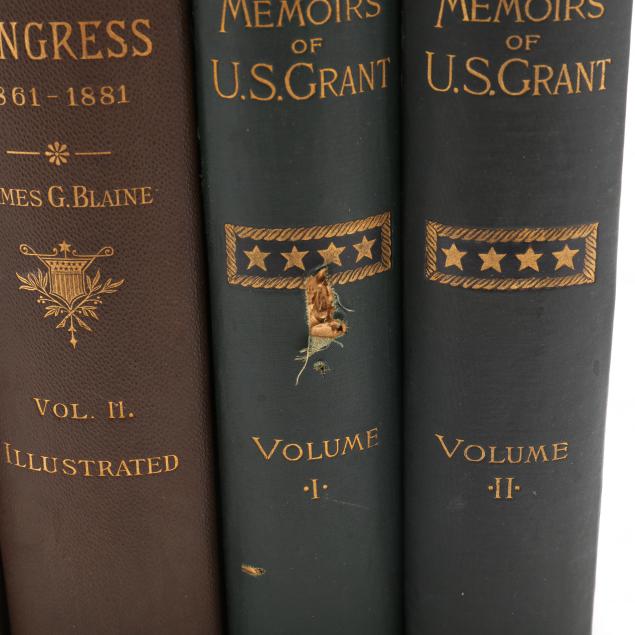 NGRESS
861-1881
MES G. BLAINE
VOL. II.
ILLUSTRATED
MEMOIRS
OF
U.S. GRANT
VOLUME
·I·
MEMOIRS
OF
U.S. GRANT
VOLUME
·II·